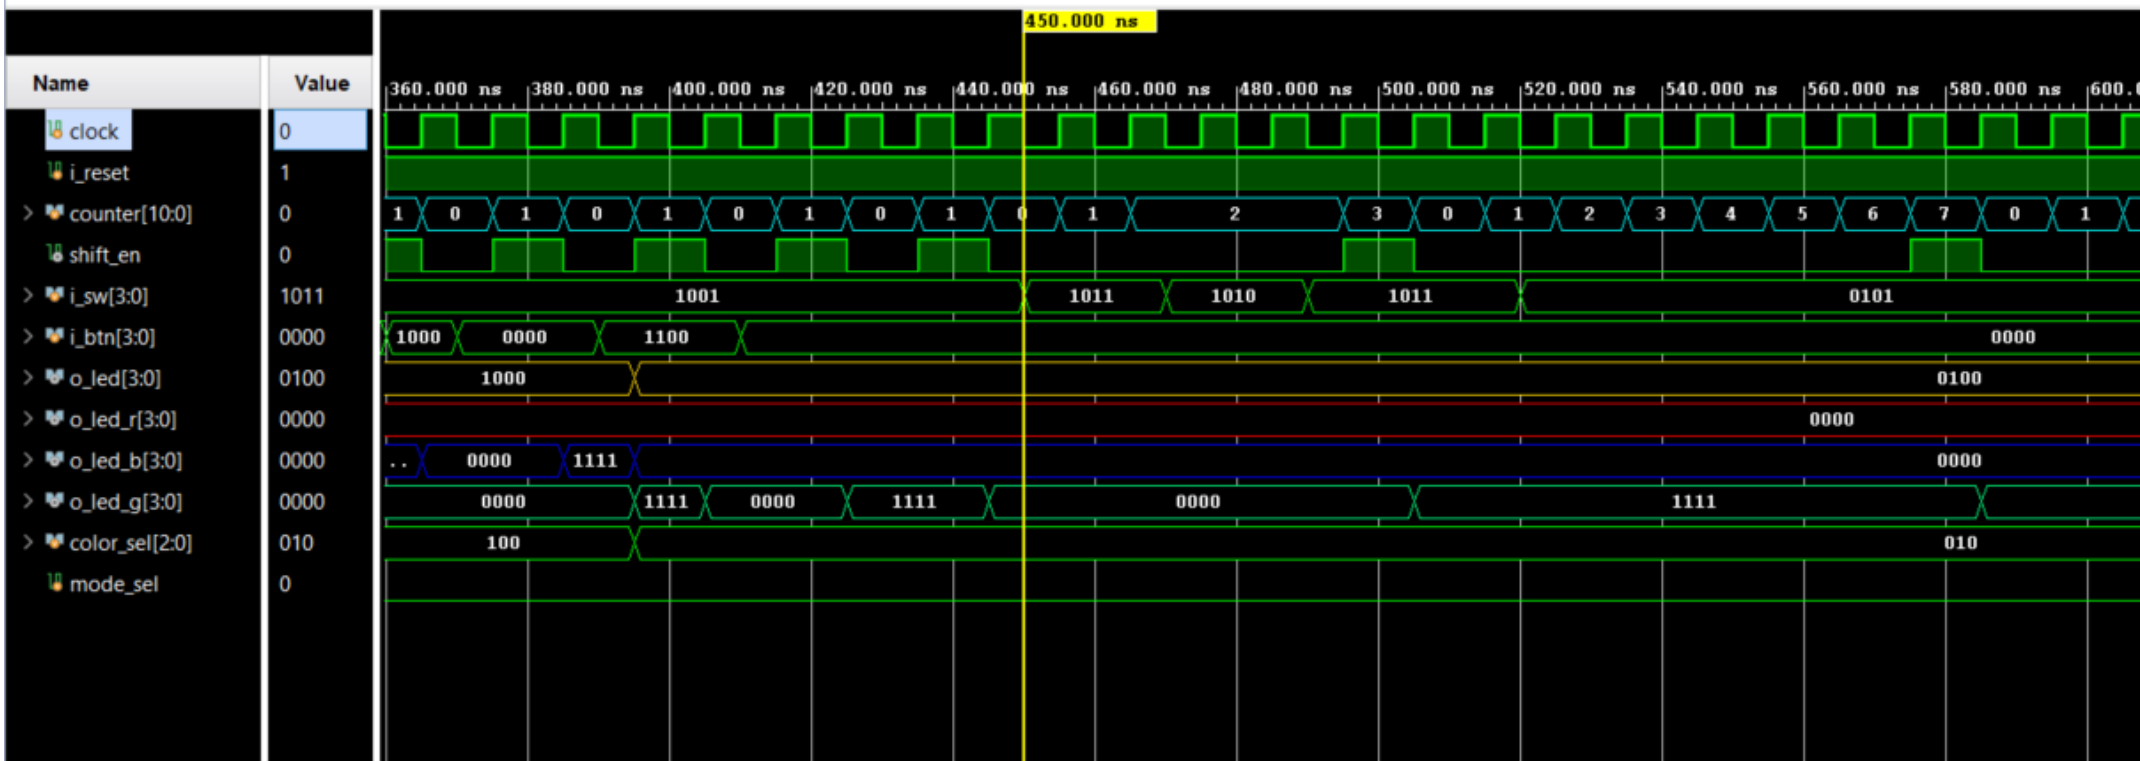 450.000 ns
Name Value
360.000 ns 380.000 ns 400.000 ns 420.000 ns 440.000 ns 460.000 ns 480.000 ns 500.000 ns 520.000 ns 540.000 ns 560.000 ns 580.000 ns 600.0
clock 0
i_reset 1
counter[10:0] 0 1 0 1 0 1 0 1 0 1 0 1 2 3 0 1 2 3 4 5 6 7 0 1
shift_en 0
i_sw[3:0] 1011 1001 1011 1010 1011 0101
i_btn[3:0] 0000 1000 0000 1100 0000
o_led[3:0] 0100 1000 0100
o_led_r[3:0] 0000 0000
o_led_b[3:0] 0000 .. 0000 1111 0000
o_led_g[3:0] 0000 0000 1111 0000 1111 0000 1111
color_sel[2:0] 010 100 010
mode_sel 0